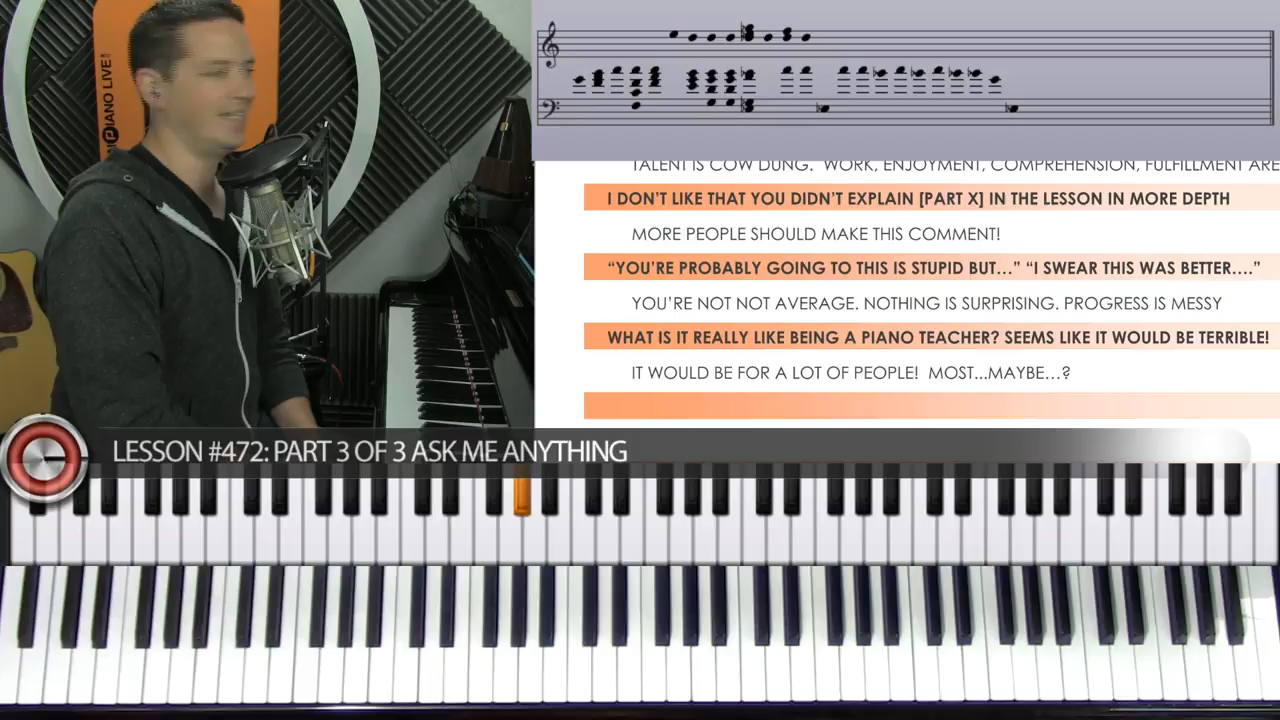 PIANO LIVE!
TALENT IS COW DUNG.  WORK, ENJOYMENT, COMPREHENSION, FULFILLMENT ARE
I DON'T LIKE THAT YOU DIDN'T EXPLAIN [PART X] IN THE LESSON IN MORE DEPTH
MORE PEOPLE SHOULD MAKE THIS COMMENT!
“YOU'RE PROBABLY GOING TO THIS IS STUPID BUT…” “I SWEAR THIS WAS BETTER….”
YOU'RE NOT NOT AVERAGE. NOTHING IS SURPRISING. PROGRESS IS MESSY
WHAT IS IT REALLY LIKE BEING A PIANO TEACHER? SEEMS LIKE IT WOULD BE TERRIBLE!
IT WOULD BE FOR A LOT OF PEOPLE!  MOST...MAYBE…?
LESSON #472: PART 3 OF 3 ASK ME ANYTHING